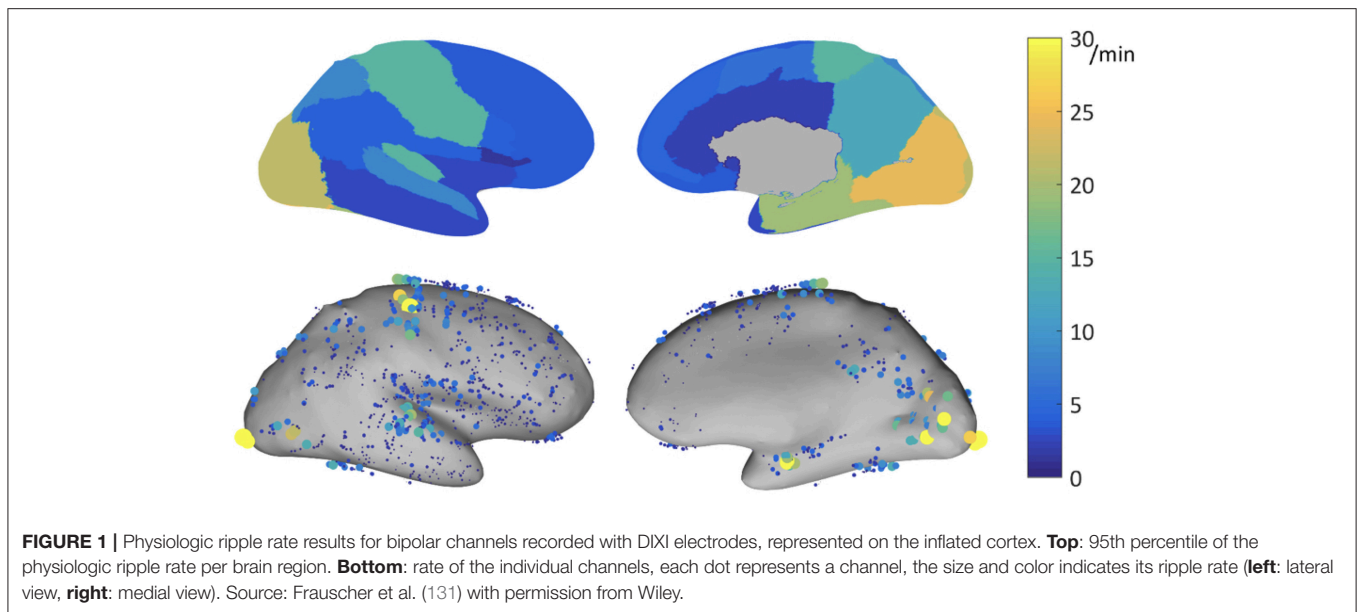 30
/min
25
20
15
10
5
0
FIGURE 1 | Physiologic ripple rate results for bipolar channels recorded with DIXI electrodes, represented on the inflated cortex. Top: 95th percentile of the
physiologic ripple rate per brain region. Bottom: rate of the individual channels, each dot represents a channel, the size and color indicates its ripple rate (left: lateral
view, right: medial view). Source: Frauscher et al. (131) with permission from Wiley.